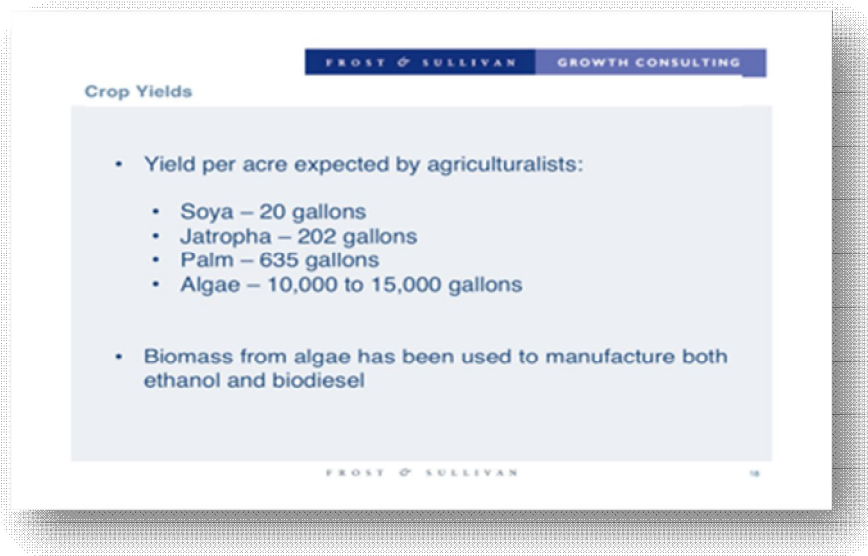 FROST & SULLIVAN GROWTH CONSULTING
Crop Yields
• Yield per acre expected by agriculturalists:
• Soya – 20 gallons
• Jatropha – 202 gallons
• Palm – 635 gallons
• Algae – 10,000 to 15,000 gallons
• Biomass from algae has been used to manufacture both
ethanol and biodiesel
FROST & SULLIVAN